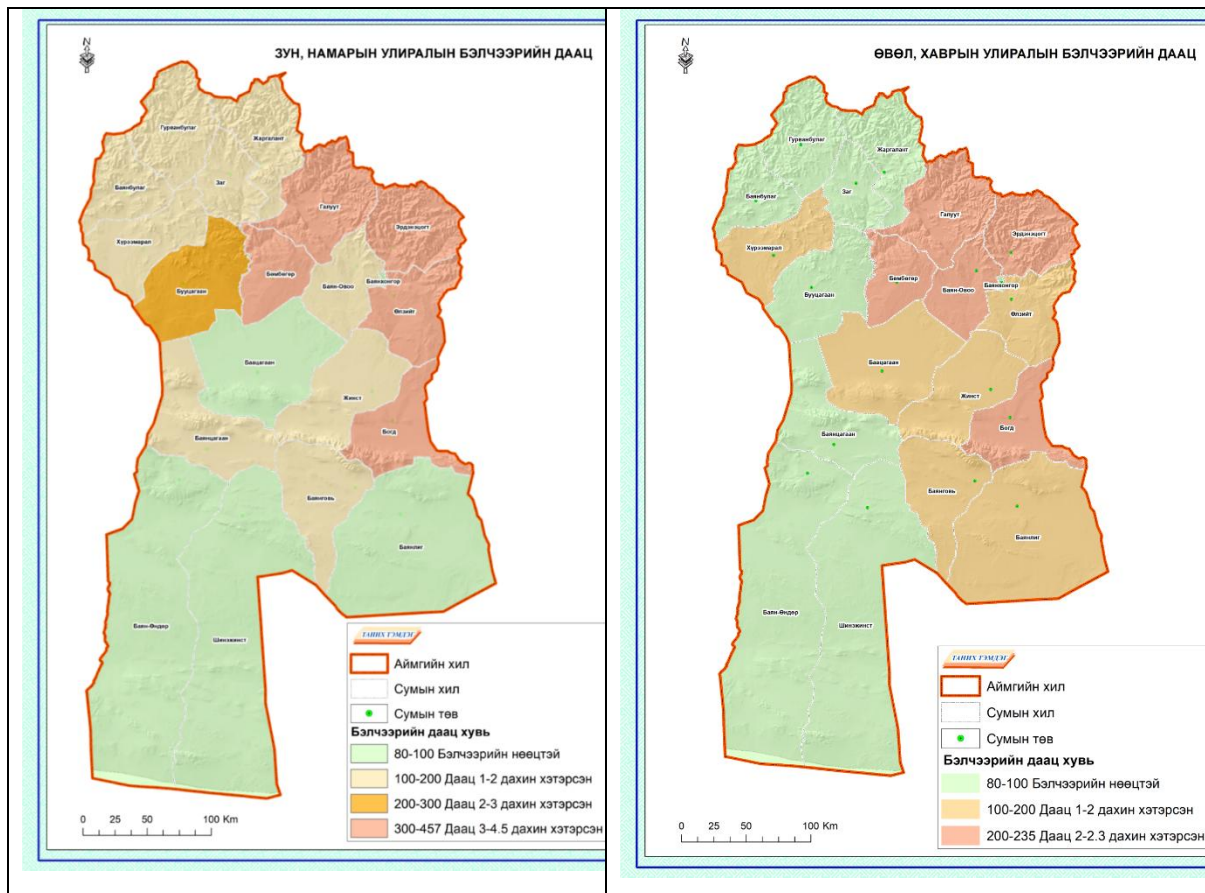 N
ЗУН, НАМАРЫН УЛИРАЛЫН БЭЛЧЭЭРИЙН ДААЦ
Гурванбулаг
Жаргалант
Баянбулаг
Заг
Галуут
Эрдэнэцогт
Хүрээмарал
Бөмбөгөр
Баянхонгор
Бууцагаан
Баян-Овоо
Өлзийт
Баацагаан
Жинст
Богд
Баянцагаан
Баянговь
Баянлиг
Баян-Өндөр
Шинэжинст
ТАНИХ ТЭМДЭГ
Аймгийн хил
Сумын хил
Сумын төв
Бэлчээрийн даац хувь
80-100 Бэлчээрийн нөөцтэй
100-200 Даац 1-2 дахин хэтэрсэн
200-300 Даац 2-3 дахин хэтэрсэн
300-457 Даац 3-4.5 дахин хэтэрсэн
0 25 50 100 Km
N
ӨВӨЛ, ХАВРЫН УЛИРАЛЫН БЭЛЧЭЭРИЙН ДААЦ
Гурванбулаг
Жаргалант
Баянбулаг
Заг
Галуут
Эрдэнэцогт
Хүрээмарал
Бөмбөгөр
Баян-Овоо
Баянхонгор
Бууцагаан
Өлзийт
Баацагаан
Жинст
Богд
Баянцагаан
Баянговь
Баянлиг
Баян-Өндөр
Шинэжинст
ТАНИХ ТЭМДЭГ
Аймгийн хил
Сумын хил
Сумын төв
Бэлчээрийн даац хувь
80-100 Бэлчээрийн нөөцтэй
100-200 Даац 1-2 дахин хэтэрсэн
200-235 Даац 2-2.3 дахин хэтэрсэн
0 25 50 100 Km